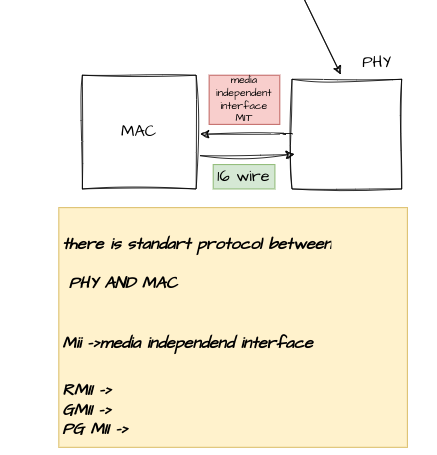 PHY
media
independent
interface
MIT
MAC
16 wire
there is standart protocol between
PHY AND MAC
Mii ->media independend interface
RMII ->
GMII ->
PG MII ->